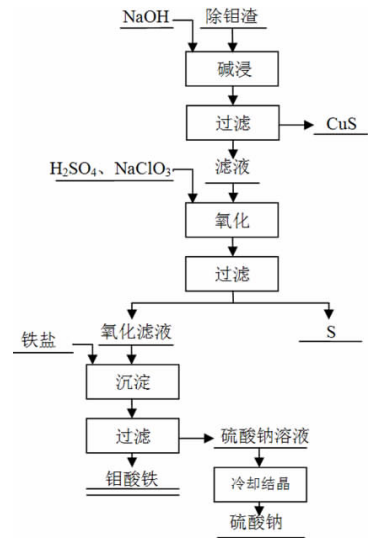 NaOH 除钼渣
碱浸
过滤 CuS
滤液
H₂SO₄、NaClO₃
氧化
过滤
氧化滤液 S
铁盐
沉淀
过滤 硫酸钠溶液
钼酸铁 冷却结晶
硫酸钠